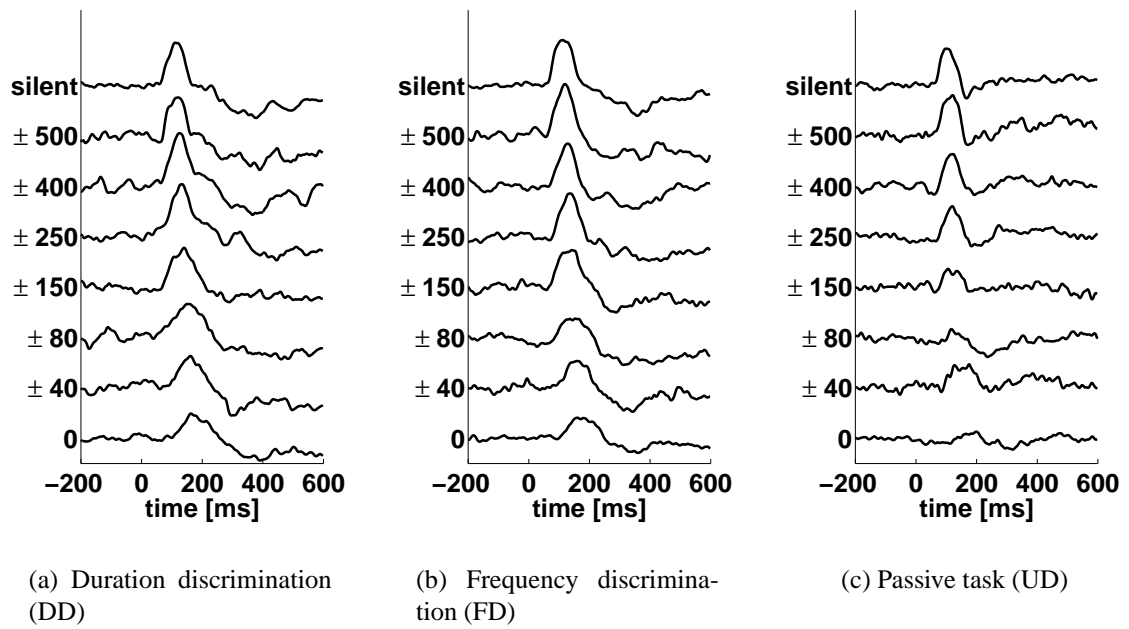 silent
± 500
± 400
± 250
± 150
± 80
± 40
0
−200 0 200 400 600
time [ms]
(a) Duration discrimination
(DD)
silent
± 500
± 400
± 250
± 150
± 80
± 40
0
−200 0 200 400 600
time [ms]
(b) Frequency discrimina-
tion (FD)
silent
± 500
± 400
± 250
± 150
± 80
± 40
0
−200 0 200 400 600
time [ms]
(c) Passive task (UD)